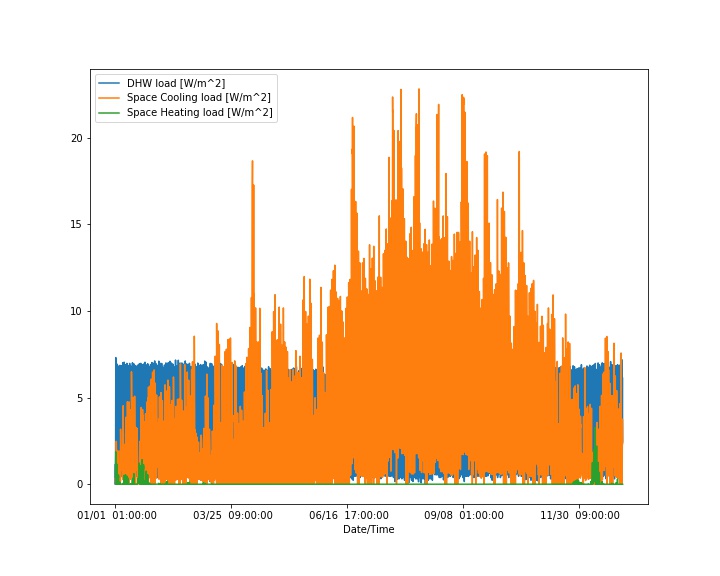 DHW load [W/m^2]
Space Cooling load [W/m^2]
Space Heating load [W/m^2]
20
15
10
5
0
01/01 01:00:00 03/25 09:00:00 06/16 17:00:00 09/08 01:00:00 11/30 09:00:00
Date/Time